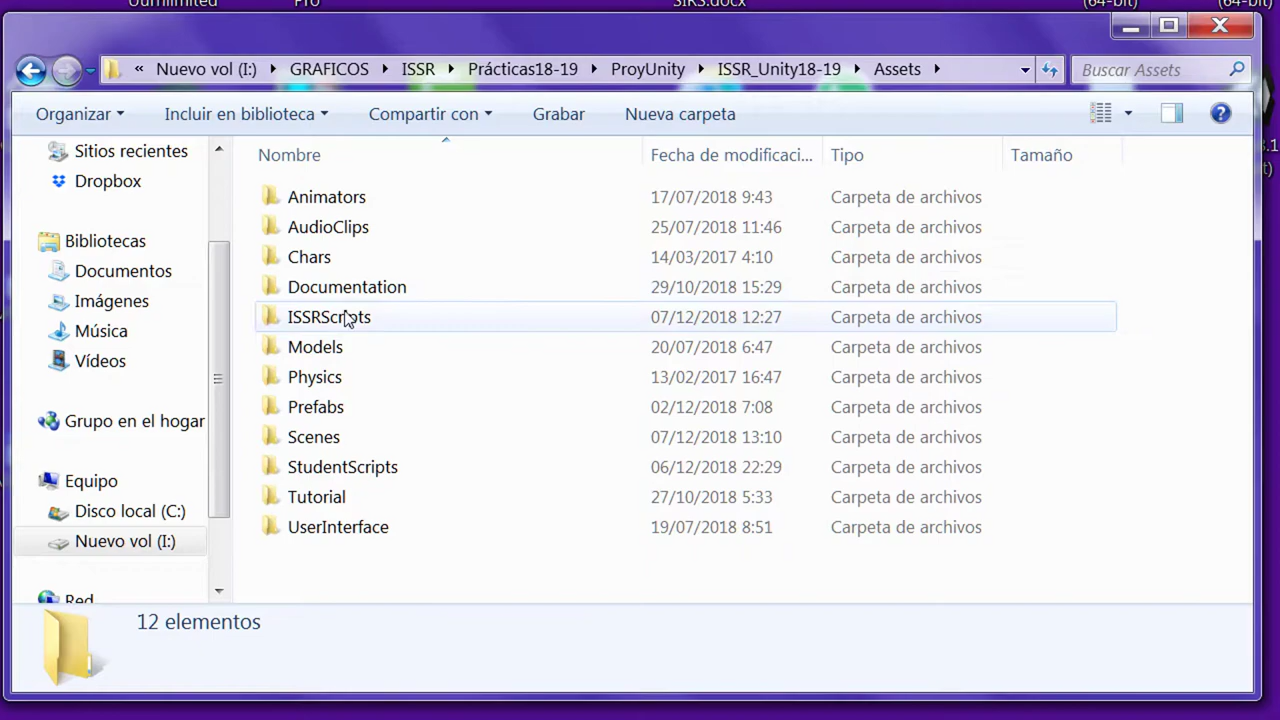 SIRS.docx
(64-bit)
(64-bit)
« Nuevo vol (I:) GRAFICOS ISSR Prácticas18-19 ProyUnity ISSR_Unity18-19 Assets
Buscar Assets
Organizar Incluir en biblioteca Compartir con Grabar Nueva carpeta
Nombre Fecha de modificaci... Tipo Tamaño
Sitios recientes
Dropbox
Bibliotecas
Documentos
Imágenes
Música
Vídeos
Grupo en el hogar
Equipo
Disco local (C:)
Nuevo vol (I:)
Red
Animators 17/07/2018 9:43 Carpeta de archivos
AudioClips 25/07/2018 11:46 Carpeta de archivos
Chars 14/03/2017 4:10 Carpeta de archivos
Documentation 29/10/2018 15:29 Carpeta de archivos
ISSRScripts 07/12/2018 12:27 Carpeta de archivos
Models 20/07/2018 6:47 Carpeta de archivos
Physics 13/02/2017 16:47 Carpeta de archivos
Prefabs 02/12/2018 7:08 Carpeta de archivos
Scenes 07/12/2018 13:10 Carpeta de archivos
StudentScripts 06/12/2018 22:29 Carpeta de archivos
Tutorial 27/10/2018 5:33 Carpeta de archivos
UserInterface 19/07/2018 8:51 Carpeta de archivos
12 elementos